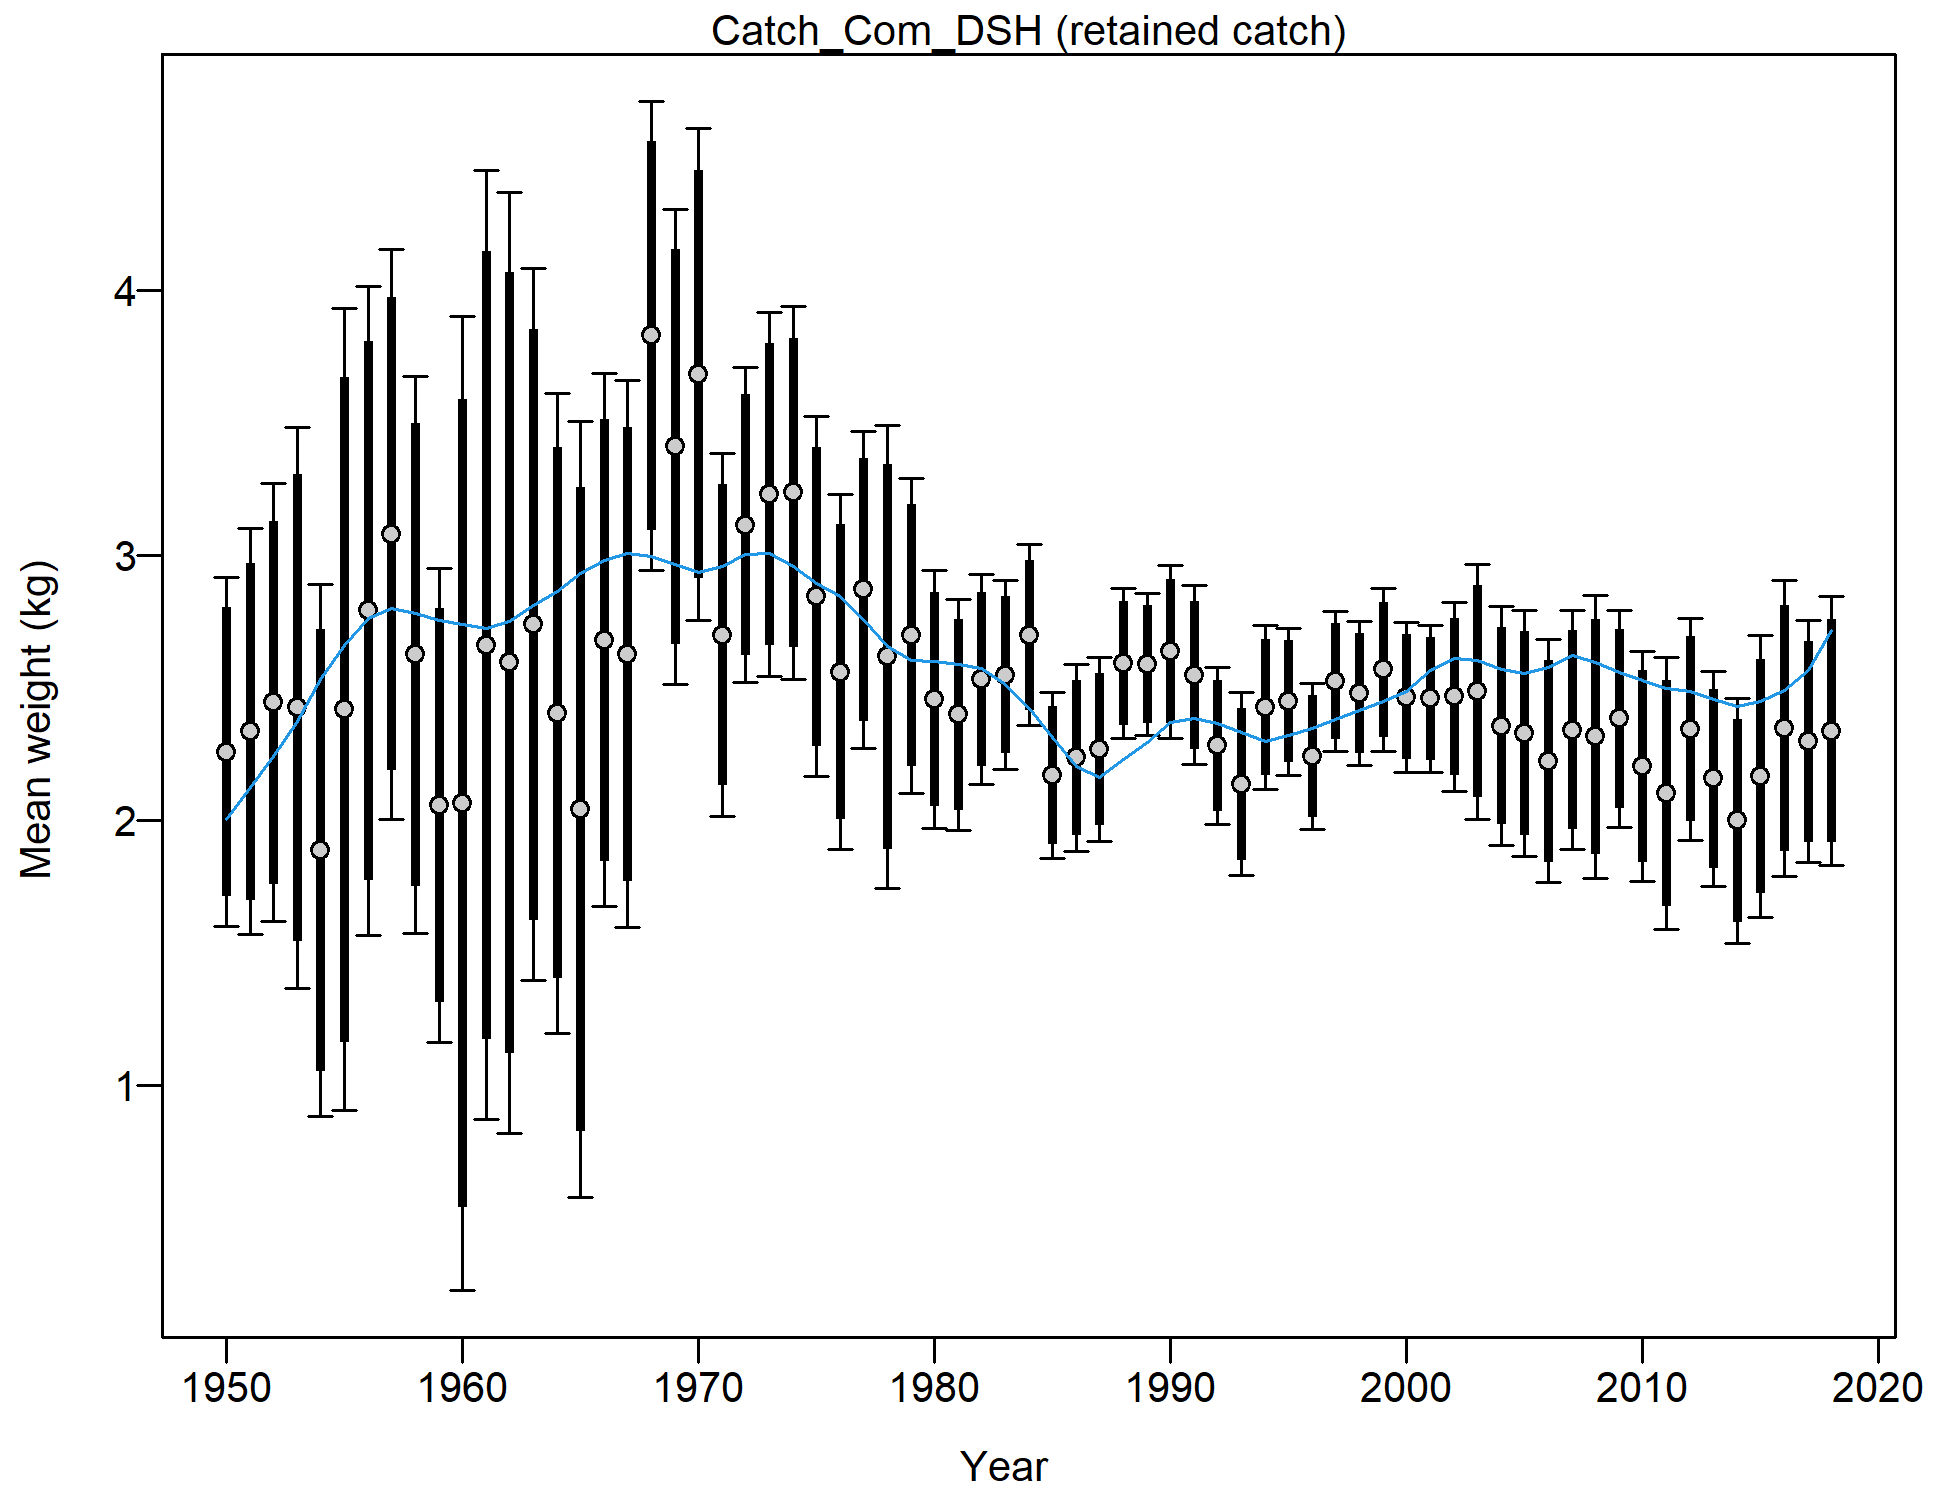 Catch_Com_DSH (retained catch)
Mean weight (kg)
4
3
2
1
1950 1960 1970 1980 1990 2000 2010 2020
Year